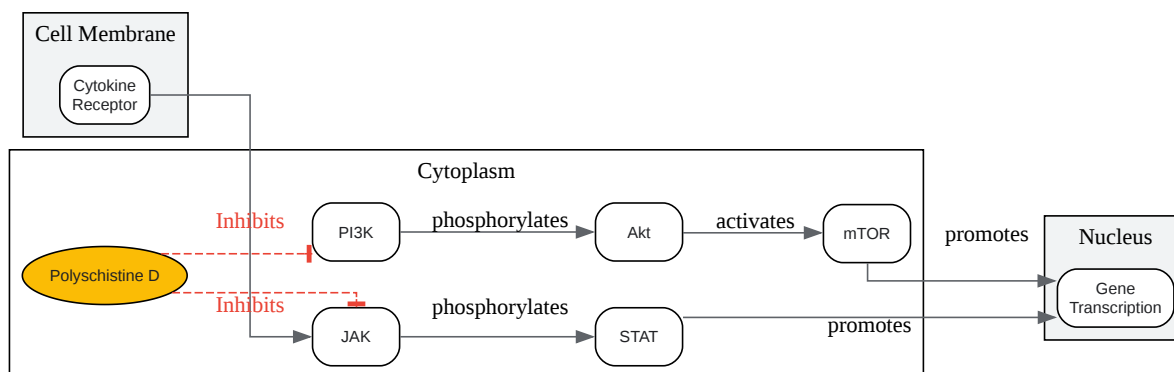 Cell Membrane
Cytokine
Receptor
Cytoplasm
Inhibits
PI3K
phosphorylates
Akt
activates
mTOR
promotes
Nucleus
Polyschistine D
Gene
Transcription
Inhibits
JAK
phosphorylates
STAT
promotes